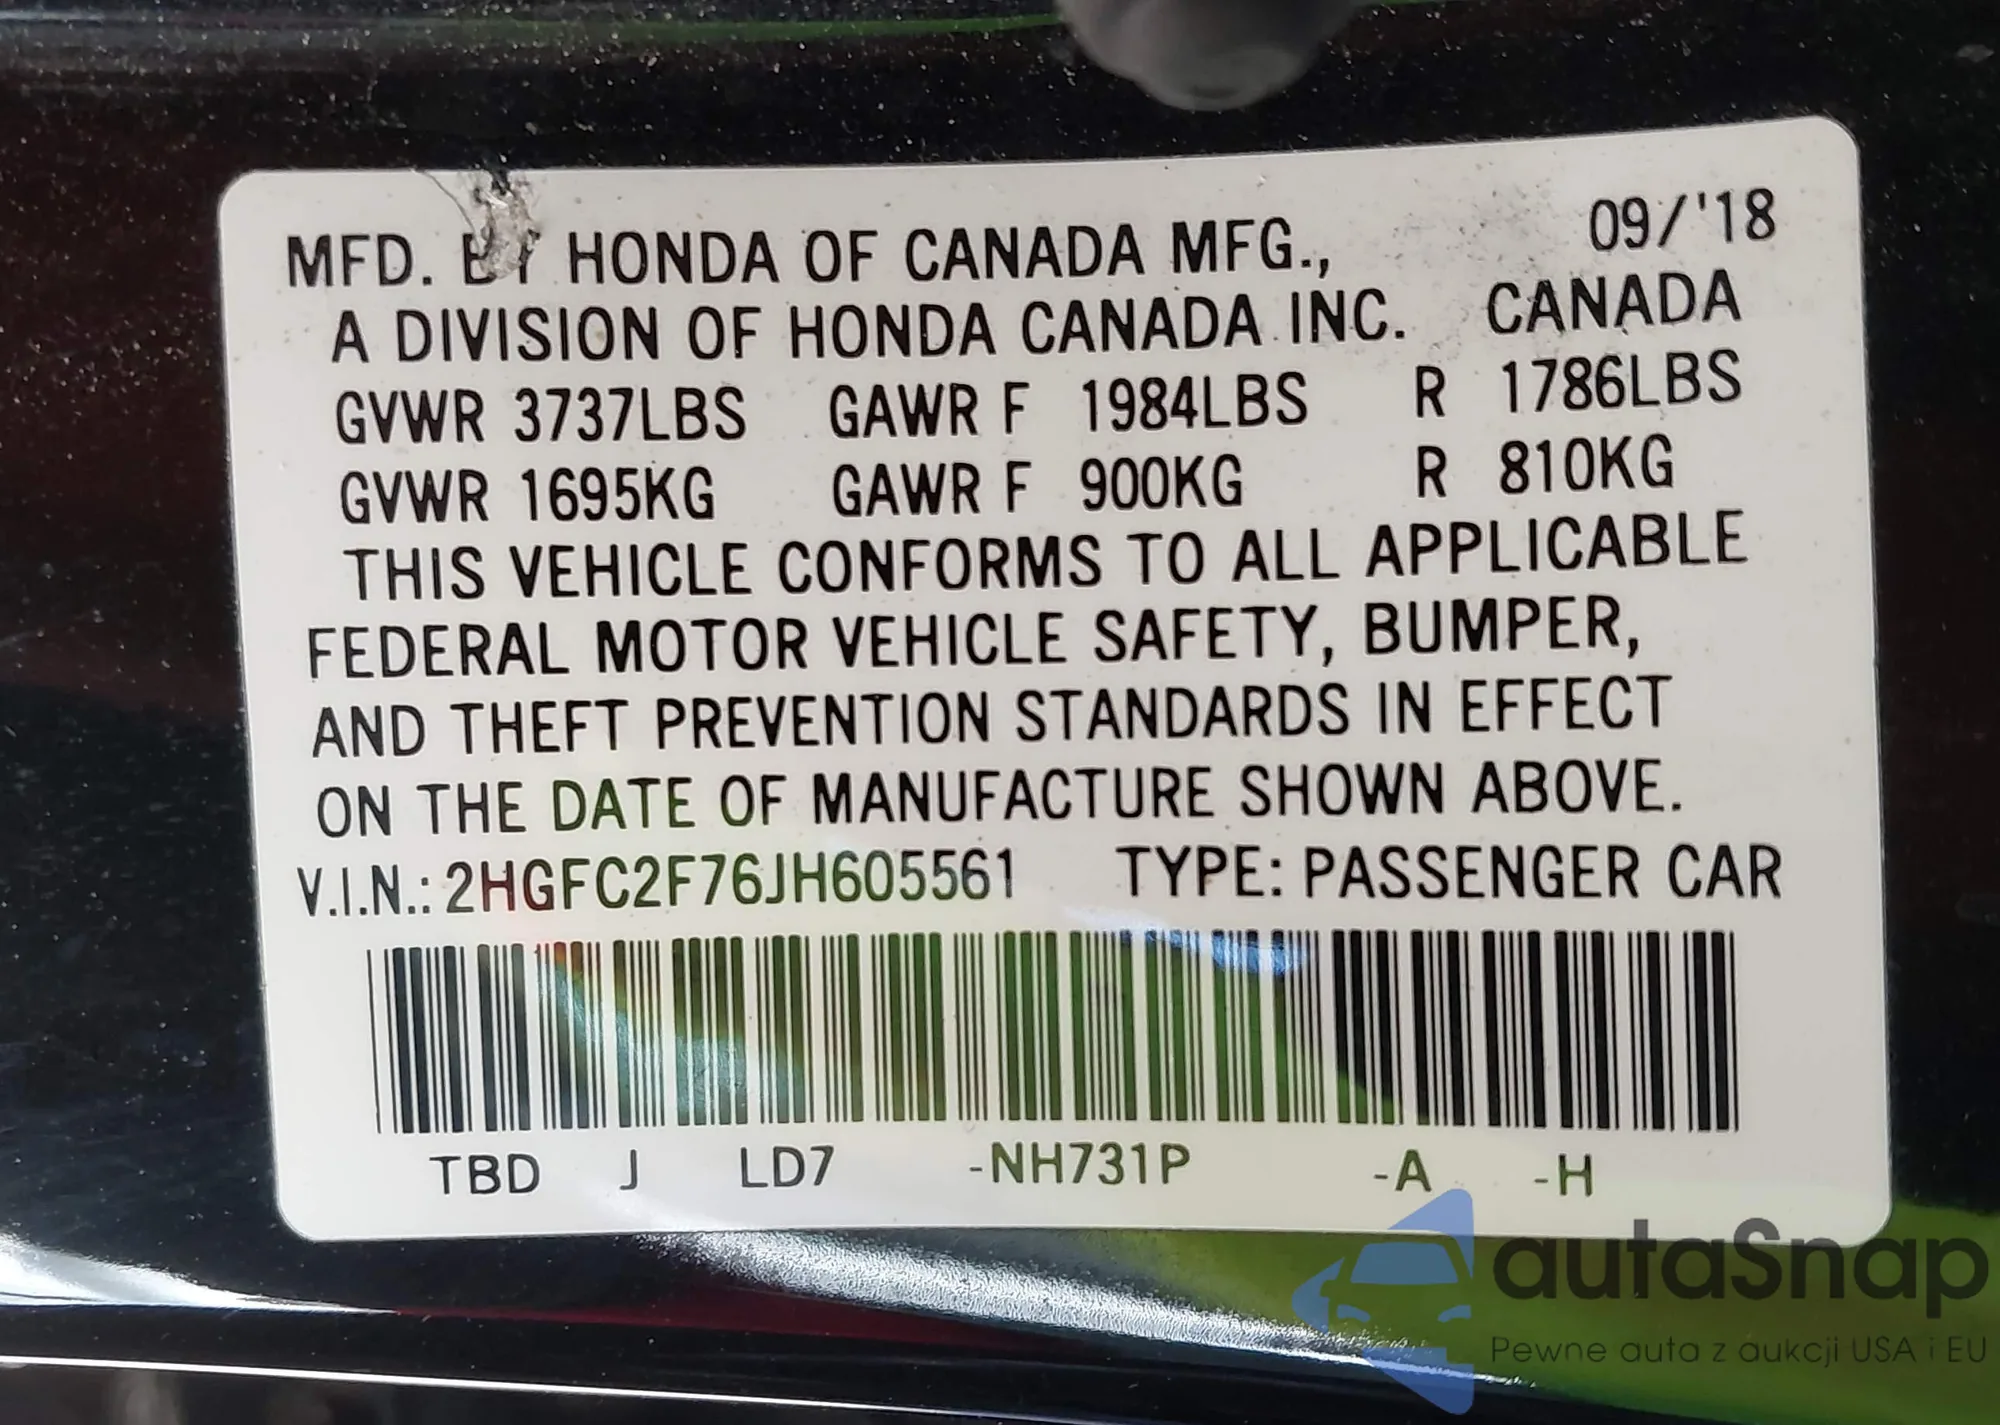 MFD. BY HONDA OF CANADA MFG., 09/'18
A DIVISION OF HONDA CANADA INC. CANADA
GVWR 3737LBS GAWR F 1984LBS R 1786LBS
GVWR 1695KG GAWR F 900KG R 810KG
THIS VEHICLE CONFORMS TO ALL APPLICABLE
FEDERAL MOTOR VEHICLE SAFETY, BUMPER,
AND THEFT PREVENTION STANDARDS IN EFFECT
ON THE DATE OF MANUFACTURE SHOWN ABOVE.
V.I.N.: 2HGFC2F76JH605561 TYPE: PASSENGER CAR
TBD J LD7 -NH731P -A -H
autaSnap
Pewne auta z aukcji USA i EU